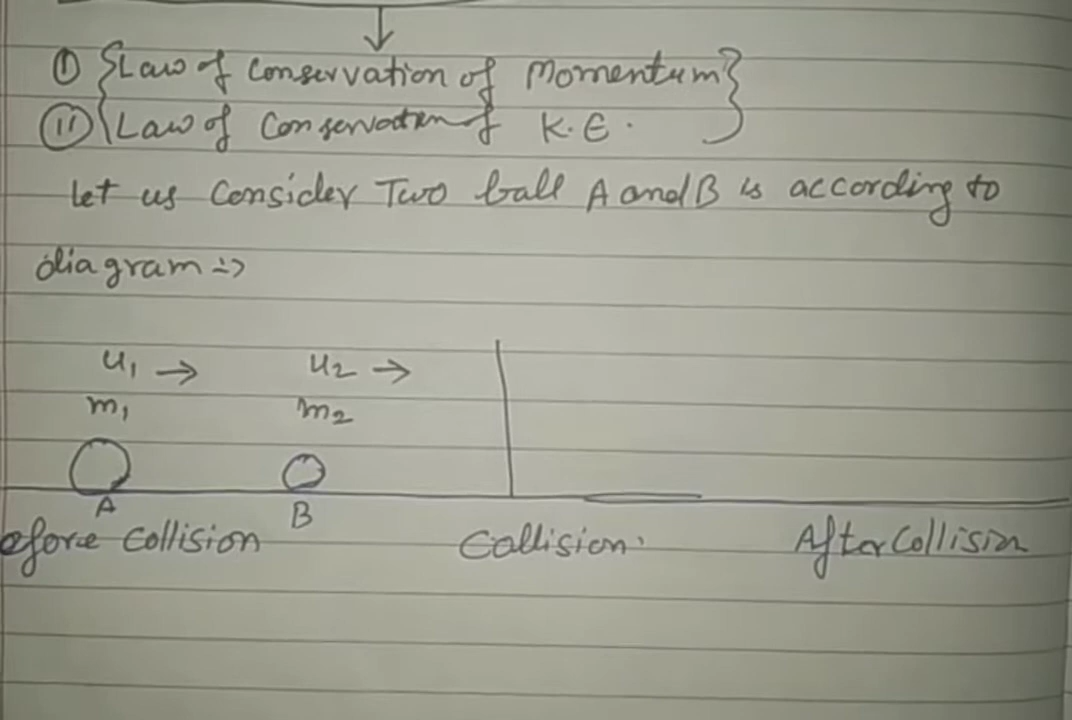 ① {Law of Conservation of Momentum}
⑪ {Law of Conservation of K.E.}
let us Consider Two ball A and B is according to
diagram ⇒
u₁ → u₂ →
m₁ m₂
A B
efore Collision Collision. After Collision